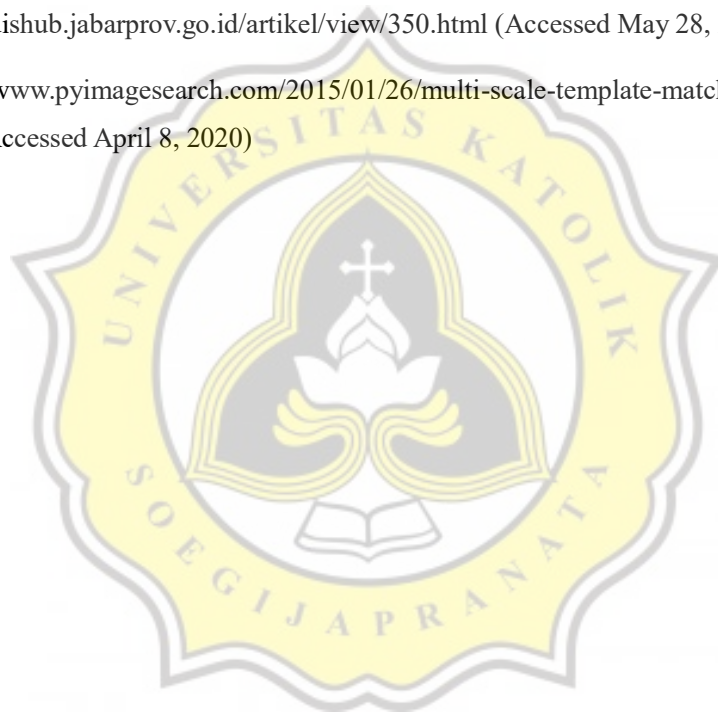 ishub.jabarprov.go.id/artikel/view/350.html (Accessed May 28,
www.pyimagesearch.com/2015/01/26/multi-scale-template-match
ccessed April 8, 2020)
UNIVERSITAS KATOLIK
SOEGIJAPRANATA